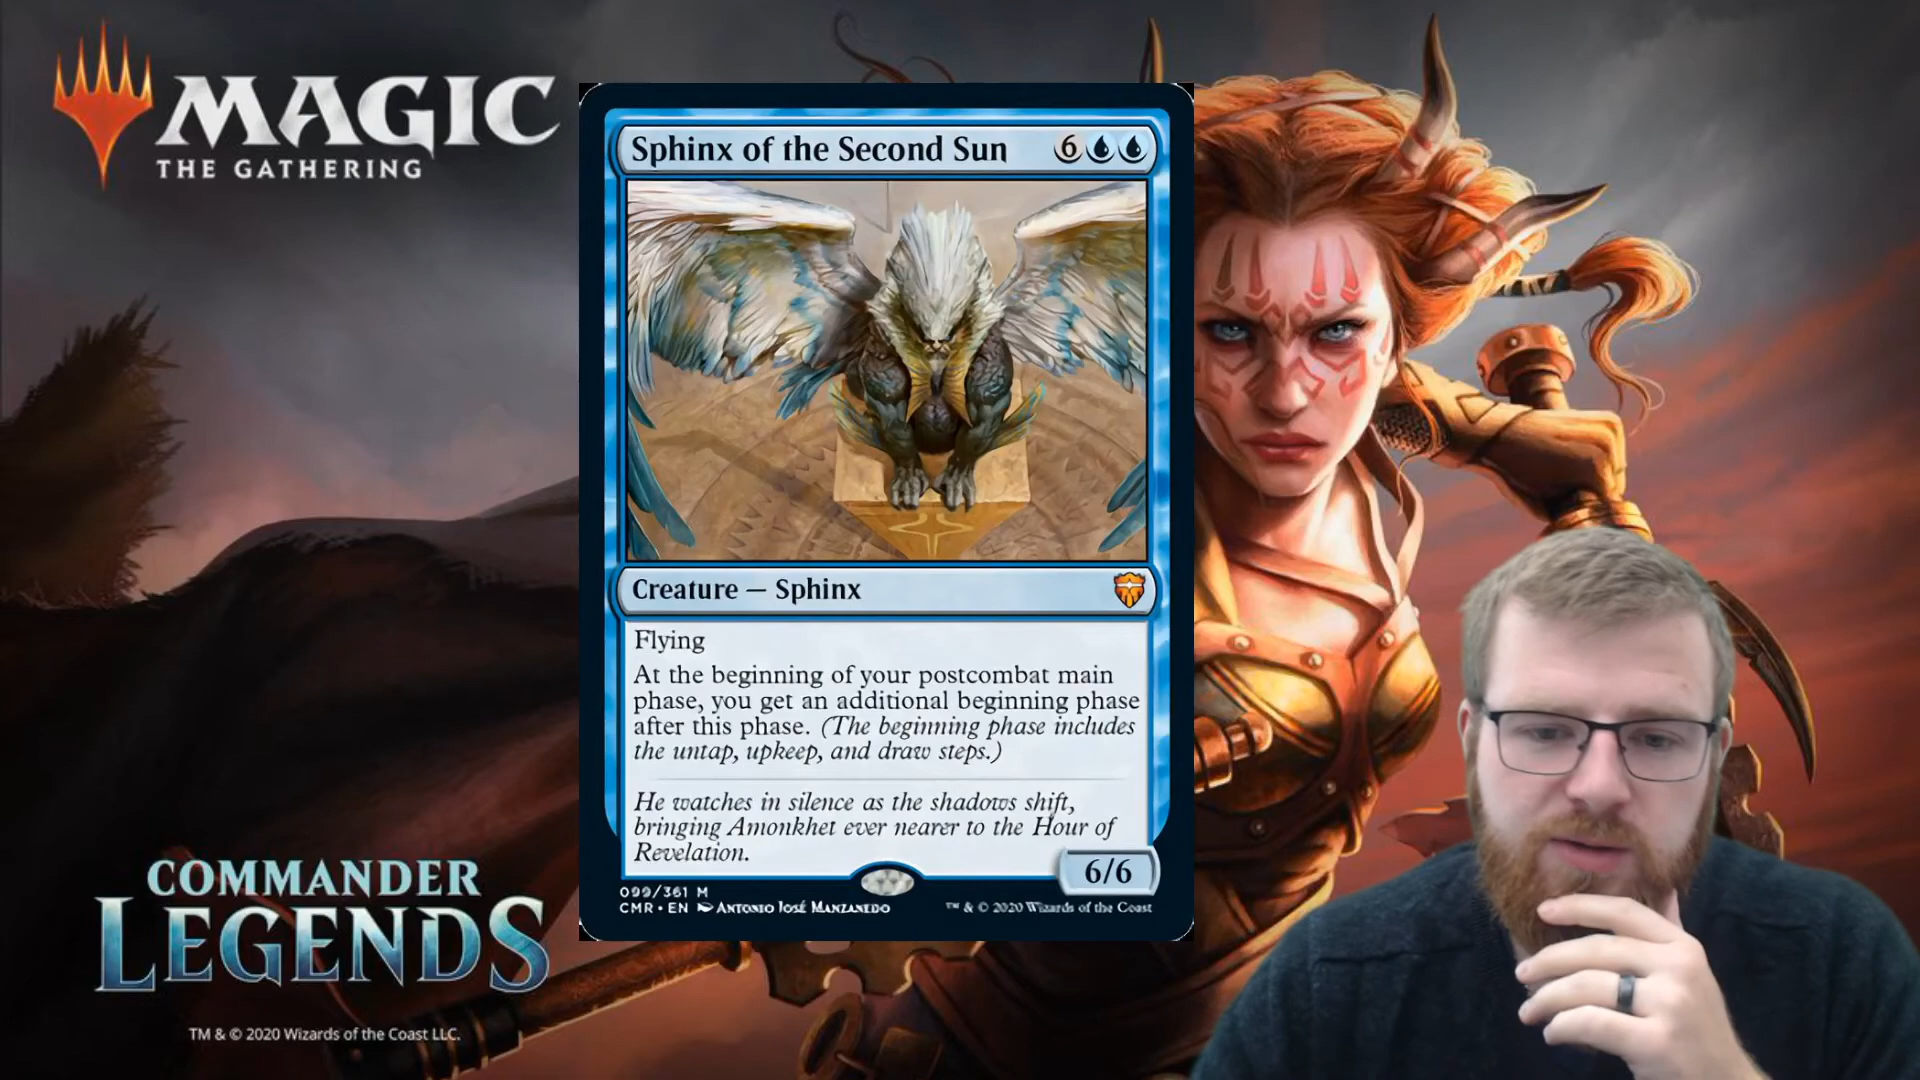 MAGIC
THE GATHERING
Sphinx of the Second Sun 6
Creature — Sphinx
Flying
At the beginning of your postcombat main
phase, you get an additional beginning phase
after this phase. (The beginning phase includes
the untap, upkeep, and draw steps.)
He watches in silence as the shadows shift,
bringing Amonkhet ever nearer to the Hour of
Revelation.
6/6
099/361 M
CMR • EN Antonio José Manzanedo
™ & © 2020 Wizards of the Coast
COMMANDER
LEGENDS
TM & © 2020 Wizards of the Coast LLC.